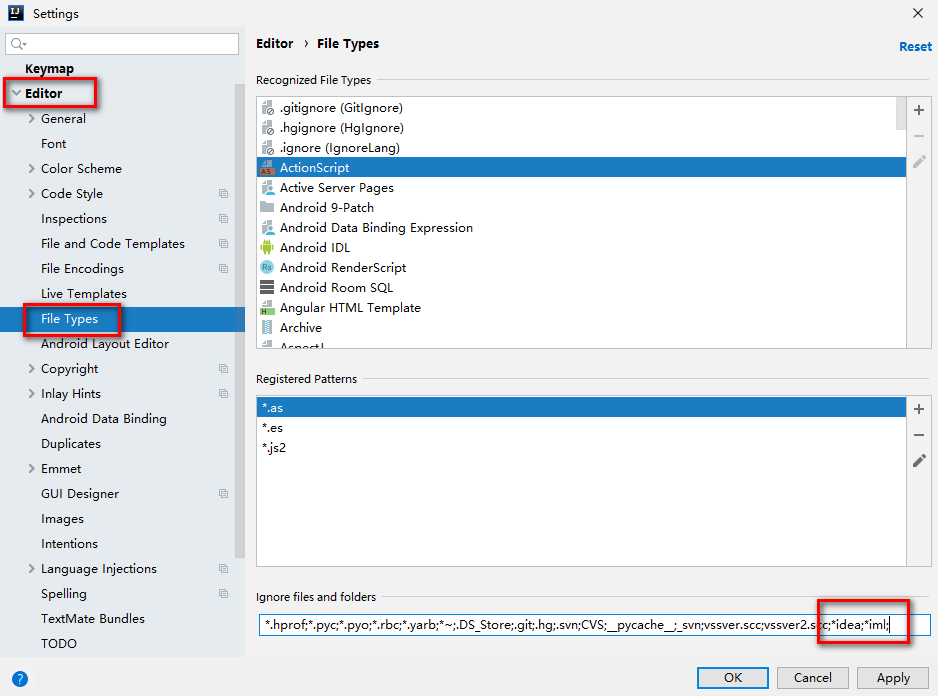 IJ Settings
Editor › File Types
Reset
Keymap
Editor
General
Font
Color Scheme
Code Style
Inspections
File and Code Templates
File Encodings
Live Templates
File Types
Android Layout Editor
Copyright
Inlay Hints
Android Data Binding
Duplicates
Emmet
GUI Designer
Images
Intentions
Language Injections
Spelling
TextMate Bundles
TODO
Recognized File Types
.gitignore (GitIgnore)
.hgignore (HgIgnore)
.ignore (IgnoreLang)
AS ActionScript
Active Server Pages
Android 9-Patch
Android Data Binding Expression
Android IDL
Rs Android RenderScript
Android Room SQL
H Angular HTML Template
Archive
AspectJ
Registered Patterns
*.as
*.es
*.js2
Ignore files and folders
*.hprof;*.pyc;*.pyo;*.rbc;*.yarb;*~;.DS_Store;.git;.hg;.svn;CVS;__pycache__;_svn;vssver.scc;vssver2.scc;*idea;*iml;
? OK Cancel Apply